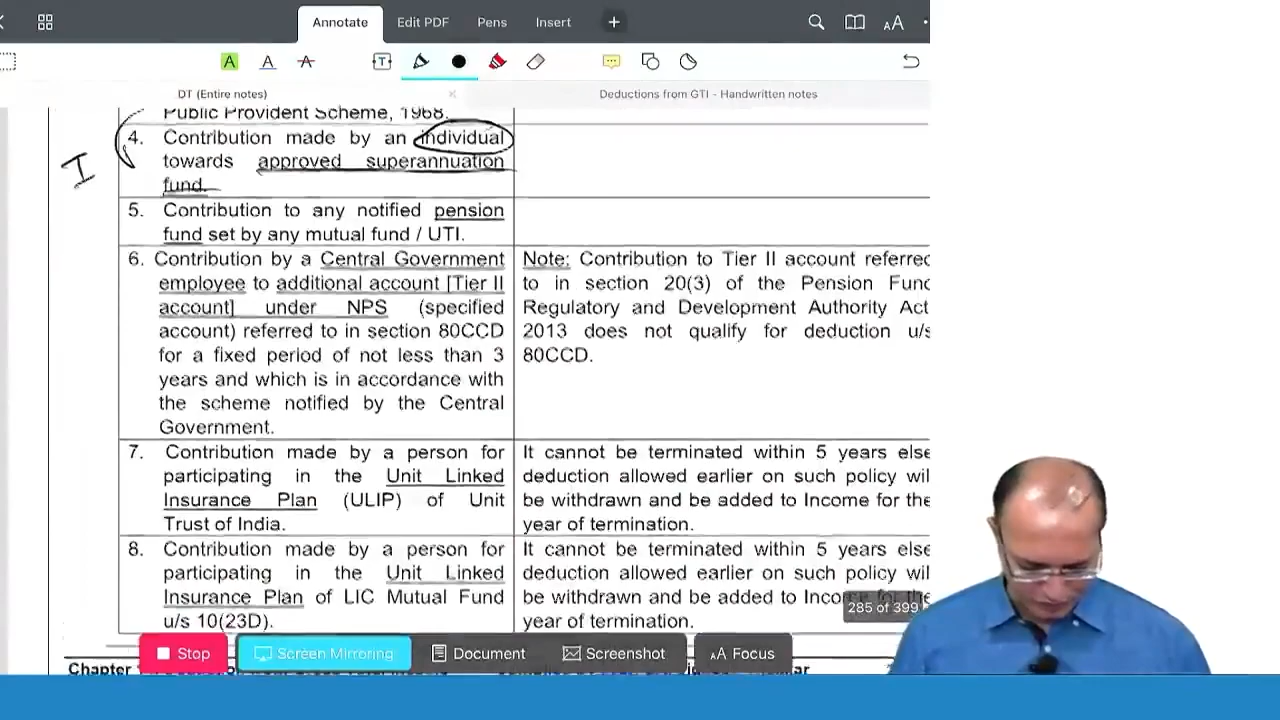 Annotate Edit PDF Pens Insert +
AA
A A A T
DT (Entire notes) × Deductions from GTI - Handwritten notes
Public Provident Scheme, 1968.
4. Contribution made by an individual
towards approved superannuation
fund.
I
5. Contribution to any notified pension
fund set by any mutual fund / UTI.
6. Contribution by a Central Government
employee to additional account [Tier II
account] under NPS (specified
account) referred to in section 80CCD
for a fixed period of not less than 3
years and which is in accordance with
the scheme notified by the Central
Government.
Note: Contribution to Tier II account referred
to in section 20(3) of the Pension Fund
Regulatory and Development Authority Act
2013 does not qualify for deduction u/s
80CCD.
7. Contribution made by a person for
participating in the Unit Linked
Insurance Plan (ULIP) of Unit
Trust of India.
It cannot be terminated within 5 years else
deduction allowed earlier on such policy wil
be withdrawn and be added to Income for the
year of termination.
8. Contribution made by a person for
participating in the Unit Linked
Insurance Plan of LIC Mutual Fund
u/s 10(23D).
It cannot be terminated within 5 years else
deduction allowed earlier on such policy wil
be withdrawn and be added to Income for the
year of termination.
285 of 399
Stop Screen Mirroring Document Screenshot AA Focus
Chapter